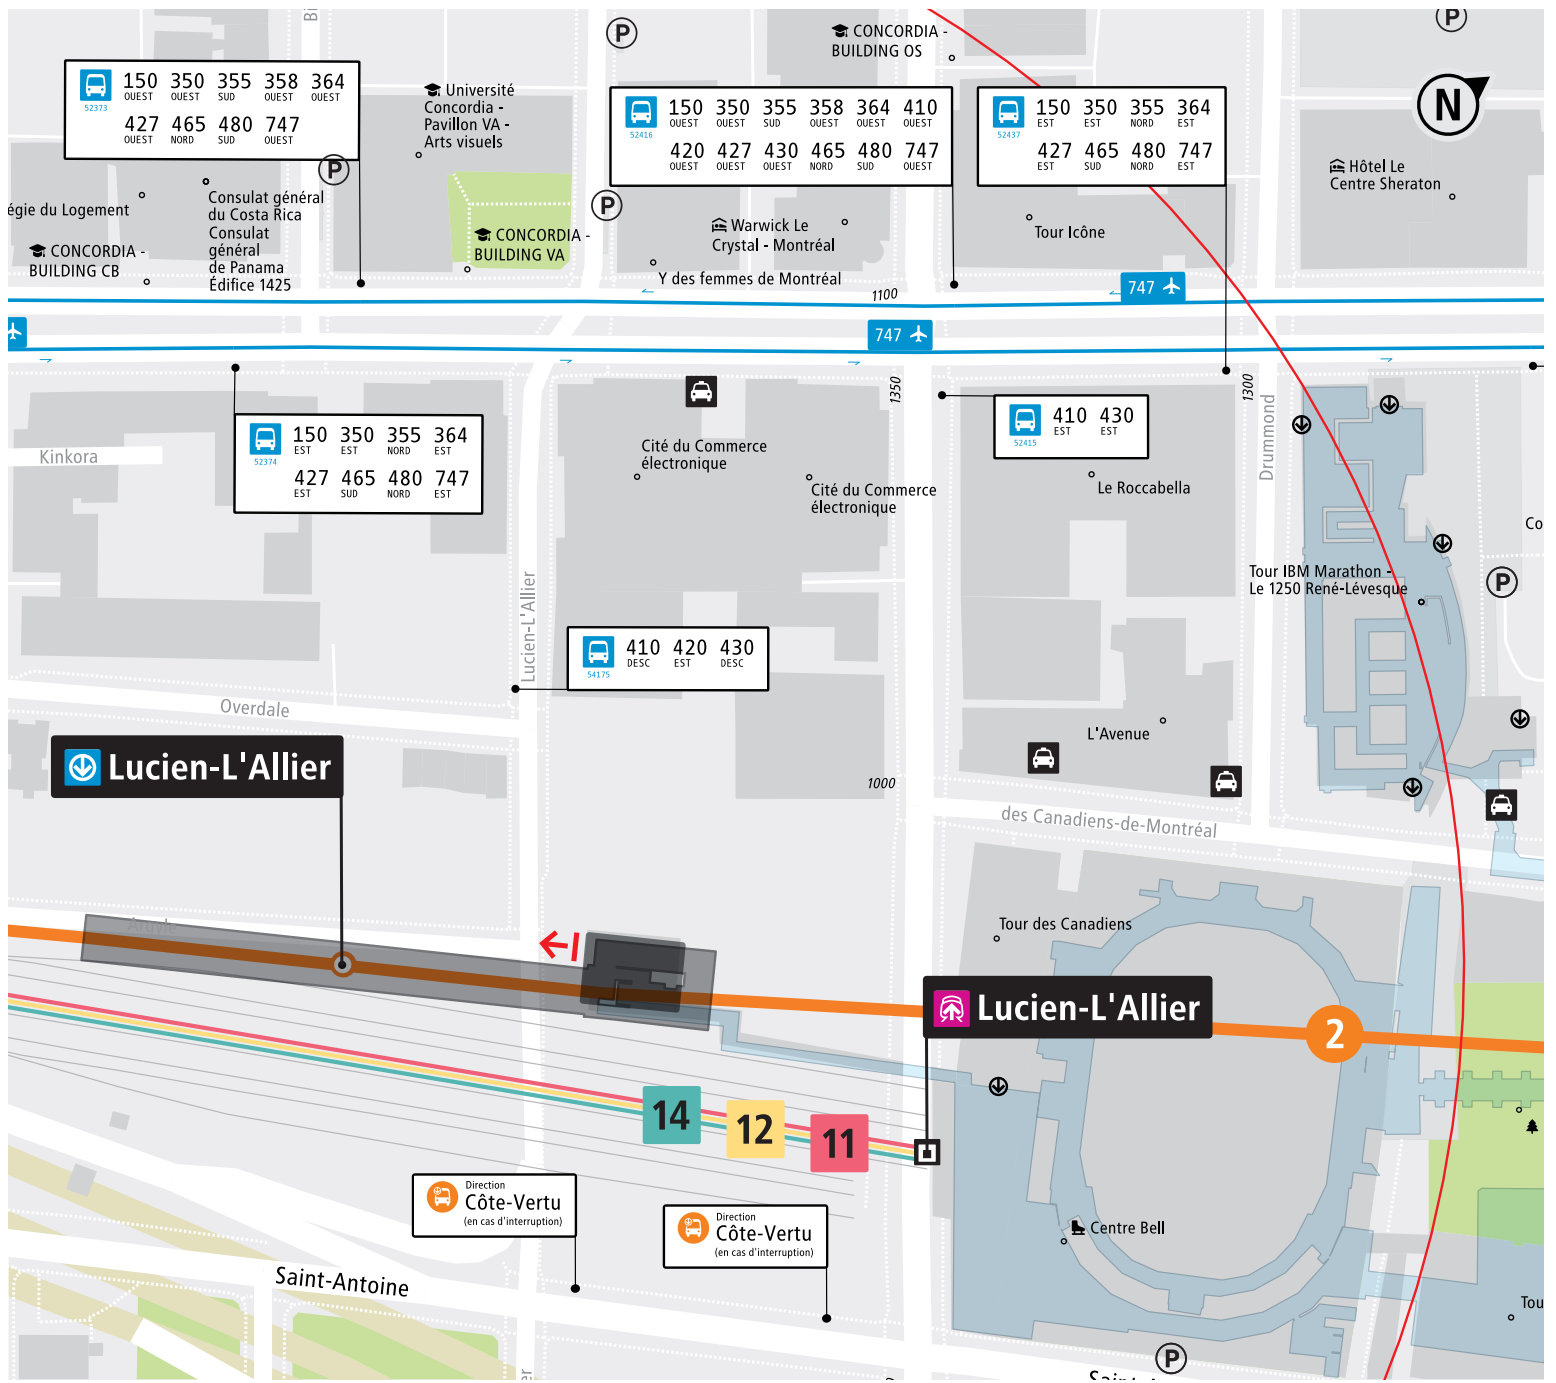 CONCORDIA -
BUILDING OS
150 350 355 358 364
OUEST OUEST SUD OUEST OUEST
52373
427 465 480 747
OUEST NORD SUD OUEST
Université
Concordia -
Pavillon VA -
Arts visuels
150 350 355 358 364 410
OUEST OUEST SUD OUEST OUEST OUEST
52416
420 427 430 465 480 747
OUEST OUEST OUEST NORD SUD OUEST
150 350 355 364
EST EST NORD EST
52437
427 465 480 747
EST SUD NORD EST
N
P
P
P
P
Hôtel Le
Centre Sheraton
égie du Logement
Consulat général
du Costa Rica
Consulat
général
de Panama
Édifice 1425
CONCORDIA -
BUILDING CB
CONCORDIA -
BUILDING VA
Warwick Le
Crystal - Montréal
Y des femmes de Montréal
Tour Icône
1100
747
747
1350
1300
Drummond
Kinkora
150 350 355 364
EST EST NORD EST
52374
427 465 480 747
EST SUD NORD EST
Cité du Commerce
électronique
Cité du Commerce
électronique
410 430
EST EST
52415
Le Roccabella
Co
Tour IBM Marathon -
Le 1250 René-Lévesque
P
Lucien-L'Allier
410 420 430
DESC EST DESC
54175
Overdale
L'Avenue
Lucien-L'Allier
1000
des Canadiens-de-Montréal
Argyle
Tour des Canadiens
Lucien-L'Allier
2
14
12
11
Direction
Côte-Vertu
(en cas d'interruption)
Direction
Côte-Vertu
(en cas d'interruption)
Centre Bell
Saint-Antoine
Tou
P